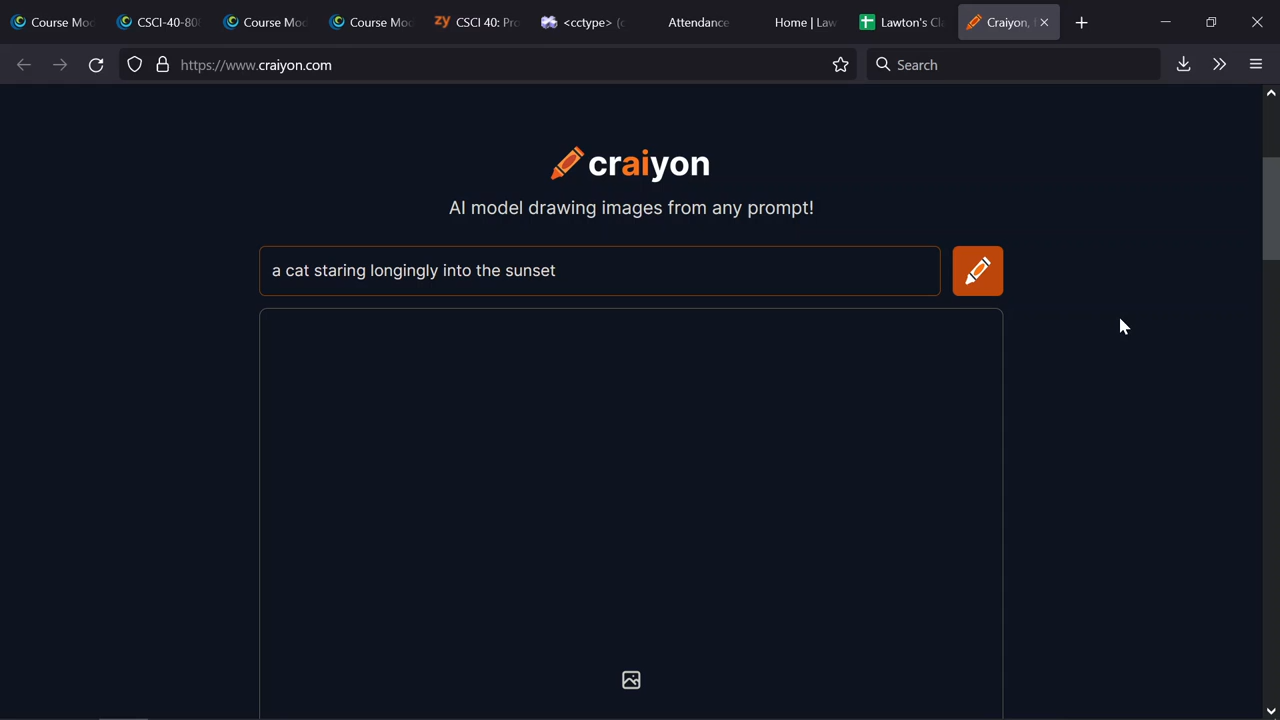 Course Mo
CSCI-40-80
Course Mo
Course Mo
zy CSCI 40: Pr
<cctype> (c
Attendance
Home | Law
Lawton's Cl
Craiyon,
https://www.craiyon.com
Search
craiyon
AI model drawing images from any prompt!
a cat staring longingly into the sunset